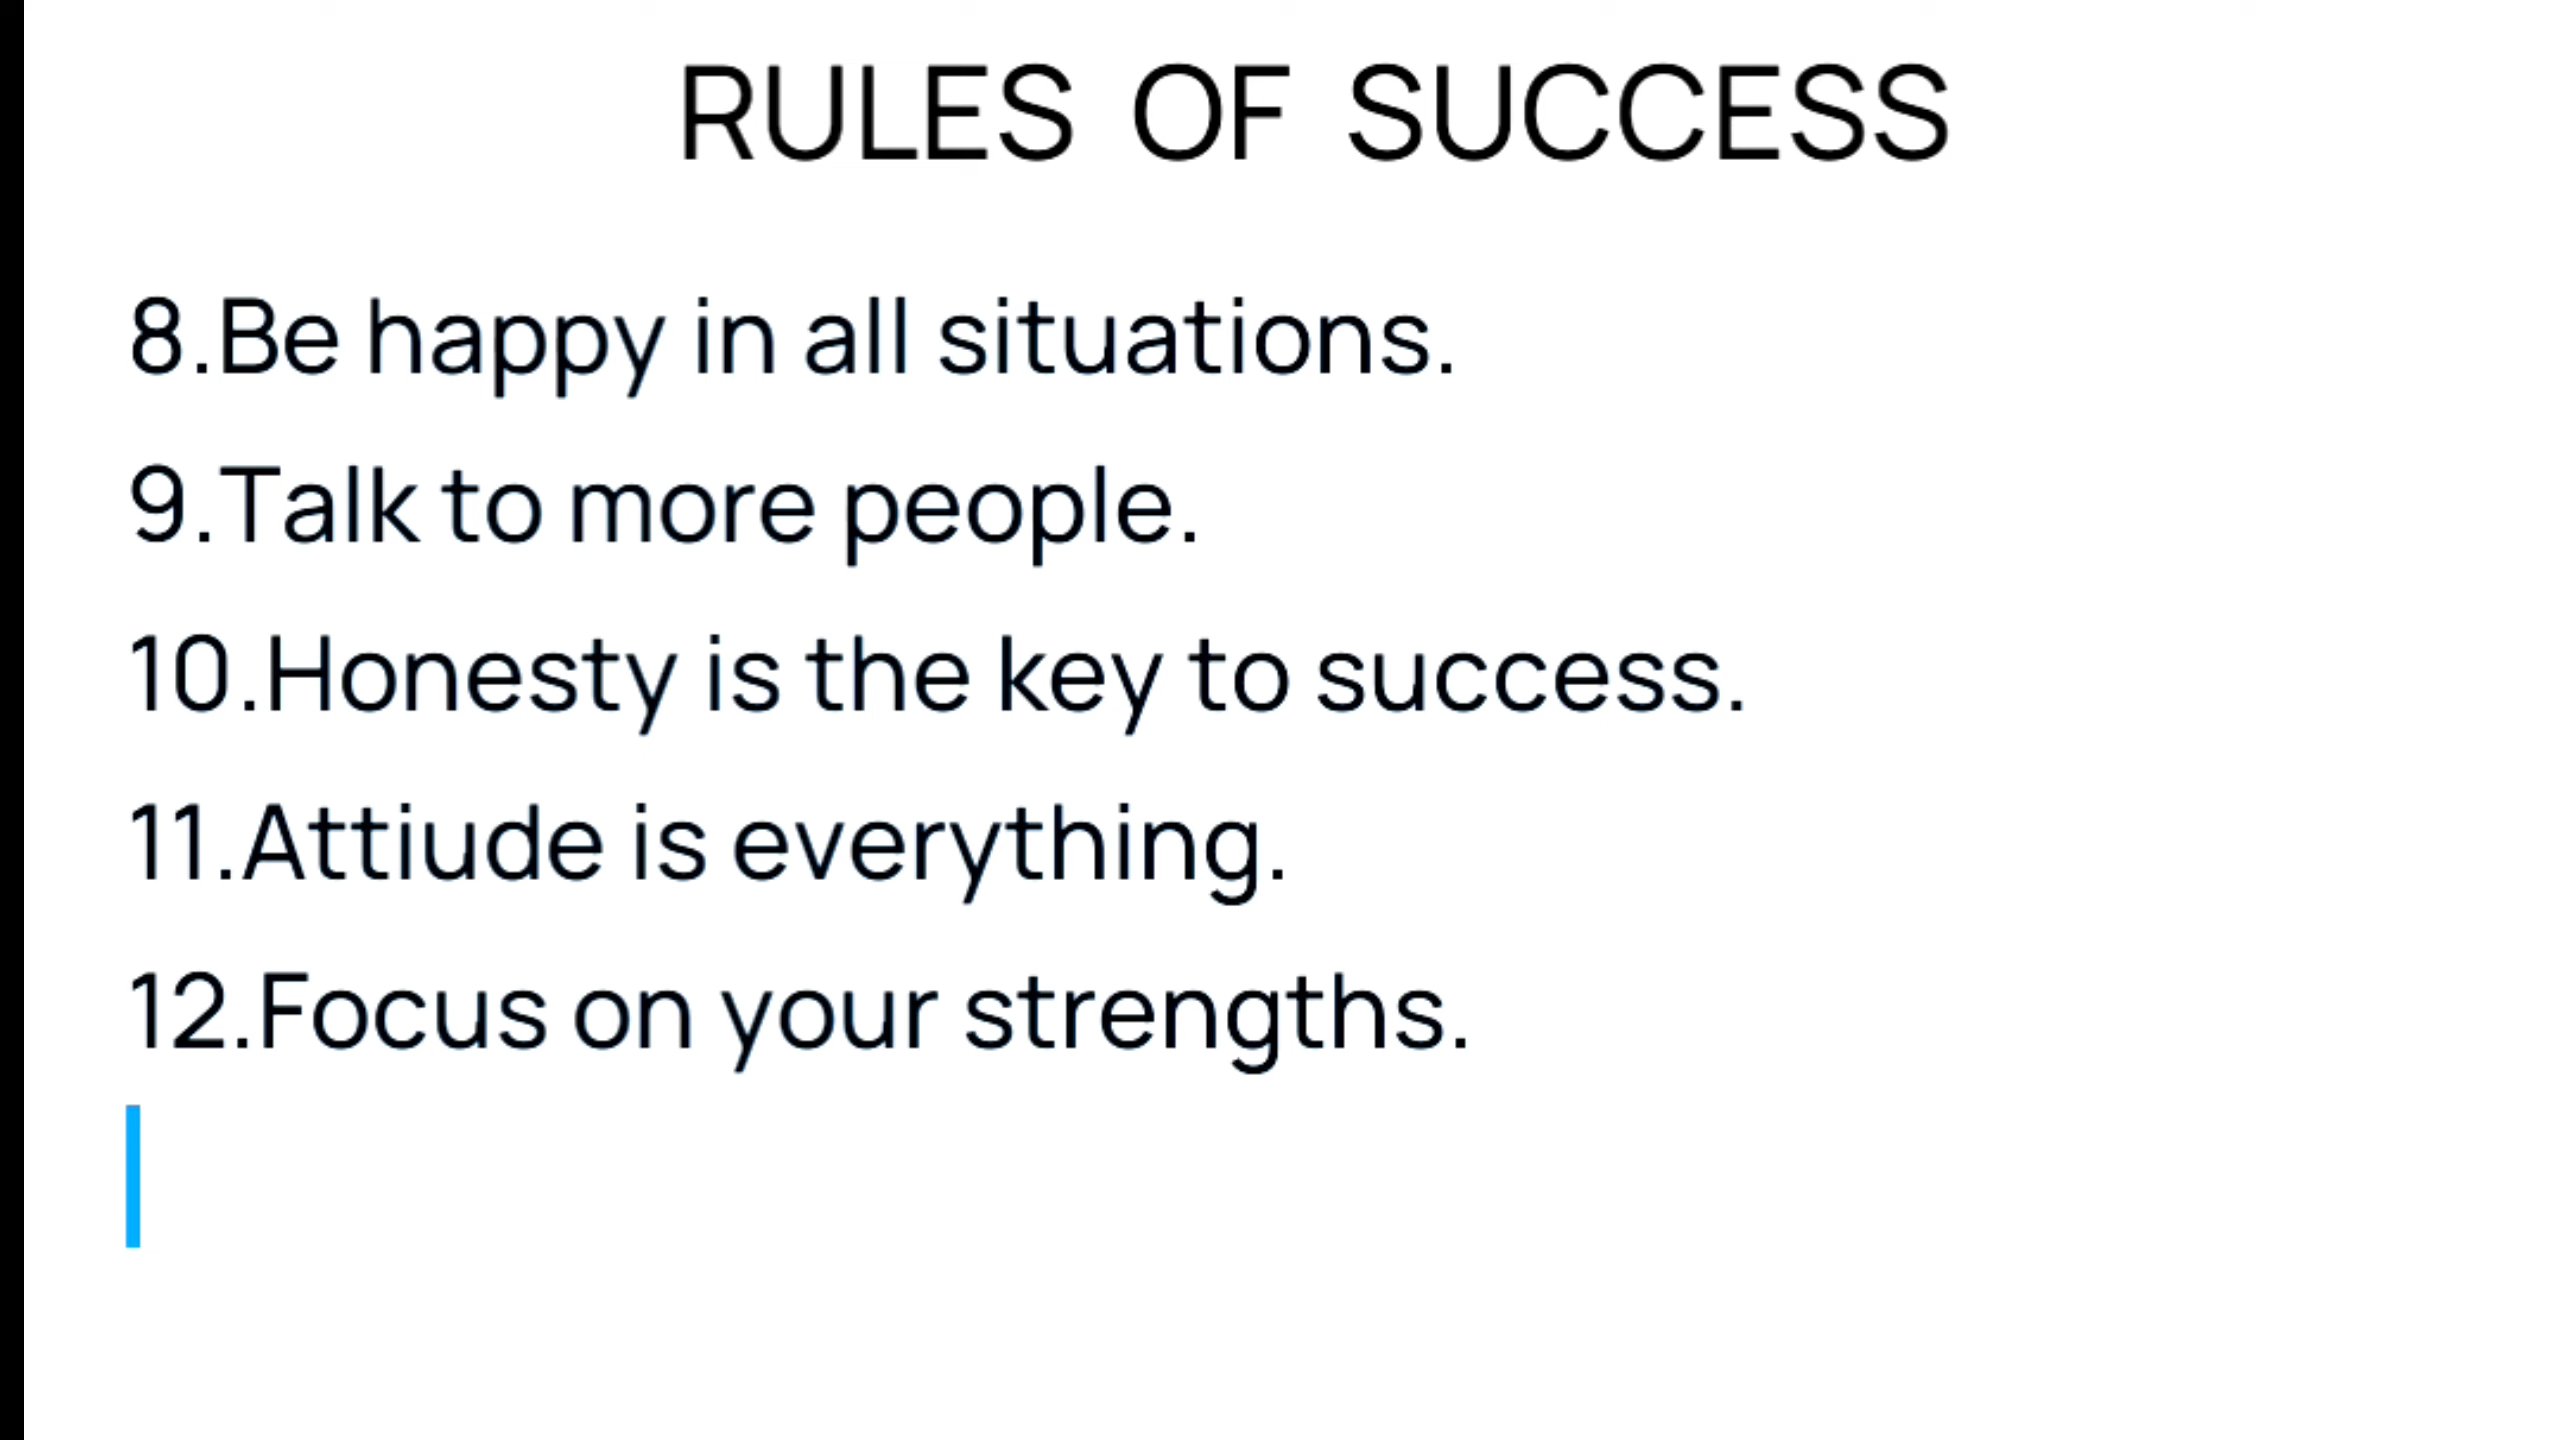 RULES OF SUCCESS
8.Be happy in all situations.
9.Talk to more people.
10.Honesty is the key to success.
11.Attiude is everything.
12.Focus on your strengths.